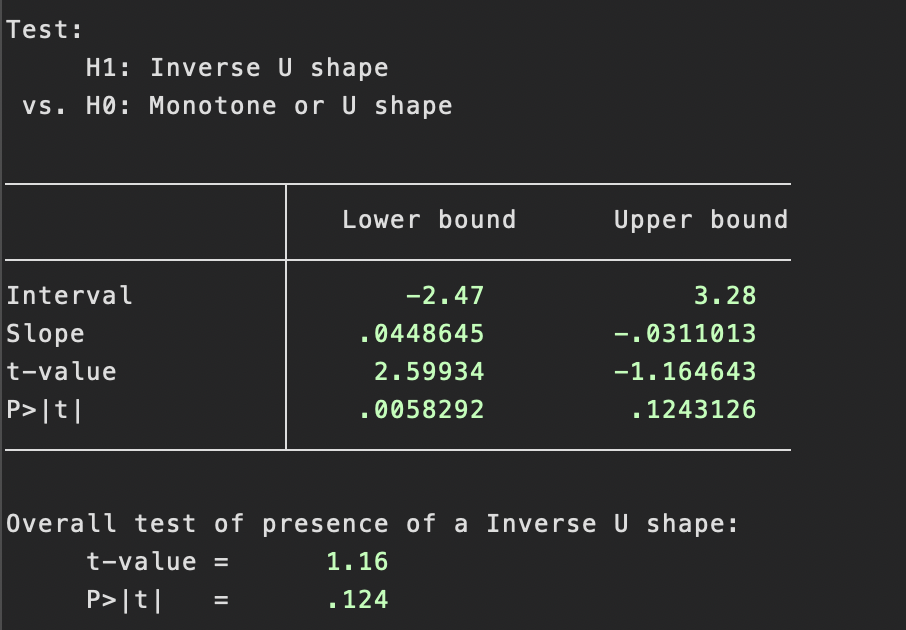 Test:
H1: Inverse U shape
vs. H0: Monotone or U shape
Lower bound Upper bound
Interval -2.47 3.28
Slope .0448645 -.0311013
t-value 2.59934 -1.164643
P>|t| .0058292 .1243126
Overall test of presence of a Inverse U shape:
t-value = 1.16
P>|t| = .124